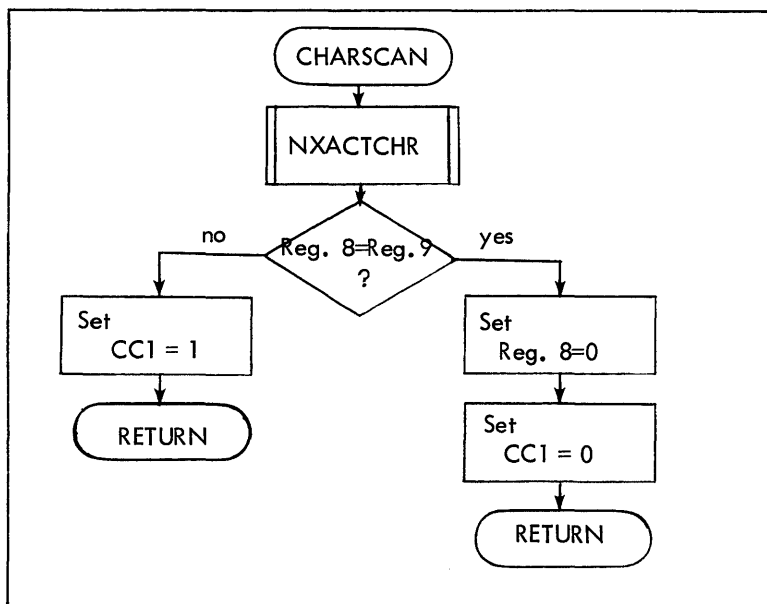 CHARSCAN
NXACTCHR
Reg. 8=Reg. 9
?
no
yes
Set
CC1 = 1
RETURN
Set
Reg. 8=0
Set
CC1 = 0
RETURN